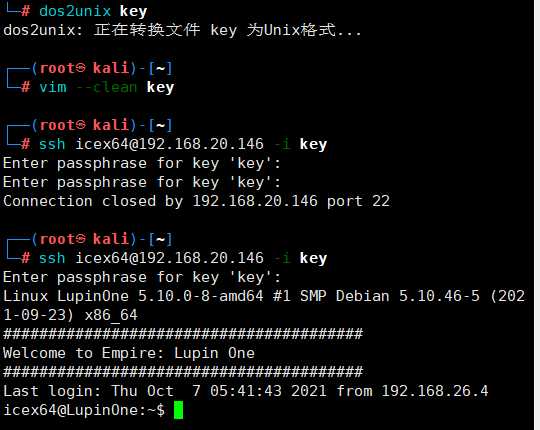 └─# dos2unix key
dos2unix: 正在转换文件 key 为Unix格式...
┌──(root㉿ kali)-[~]
└─# vim --clean key
┌──(root㉿ kali)-[~]
└─# ssh icex64@192.168.20.146 -i key
Enter passphrase for key 'key':
Enter passphrase for key 'key':
Connection closed by 192.168.20.146 port 22
┌──(root㉿ kali)-[~]
└─# ssh icex64@192.168.20.146 -i key
Enter passphrase for key 'key':
Linux LupinOne 5.10.0-8-amd64 #1 SMP Debian 5.10.46-5 (202
1-09-23) x86_64
########################################
Welcome to Empire: Lupin One
########################################
Last login: Thu Oct  7 05:41:43 2021 from 192.168.26.4
icex64@LupinOne:~$